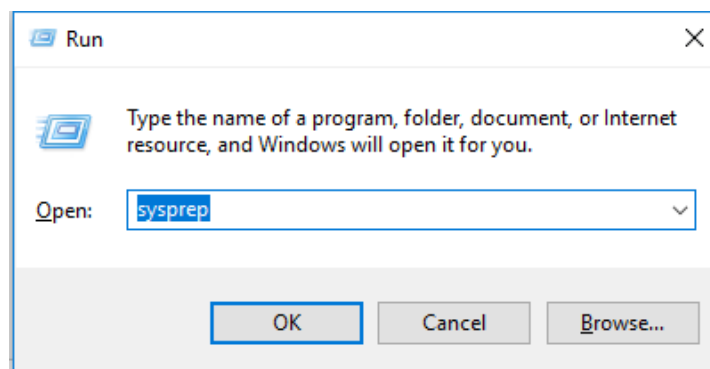 Run
Type the name of a program, folder, document, or Internet
resource, and Windows will open it for you.
Open: sysprep
OK Cancel Browse...